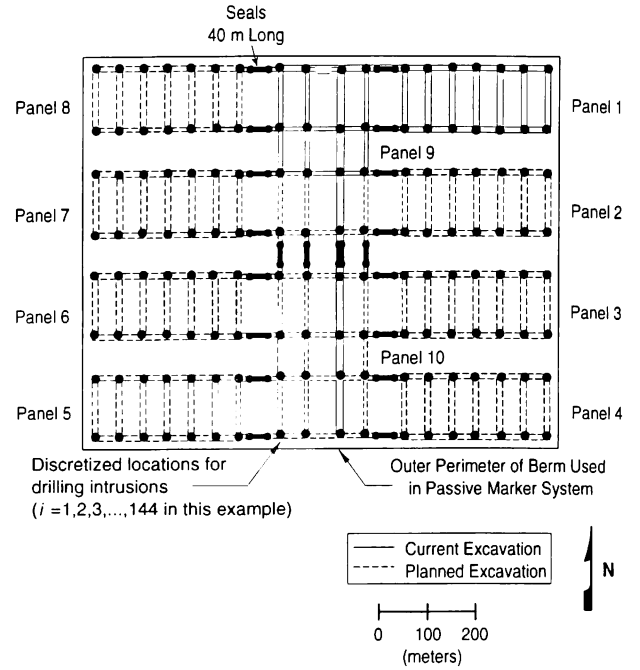 Seals
40 m Long
Panel 8
Panel 1
Panel 9
Panel 7
Panel 2
Panel 6
Panel 3
Panel 10
Panel 5
Panel 4
Discretized locations for
drilling intrusions
(i =1,2,3,...,144 in this example)
Outer Perimeter of Berm Used
in Passive Marker System
Current Excavation
Planned Excavation
N
0 100 200
(meters)